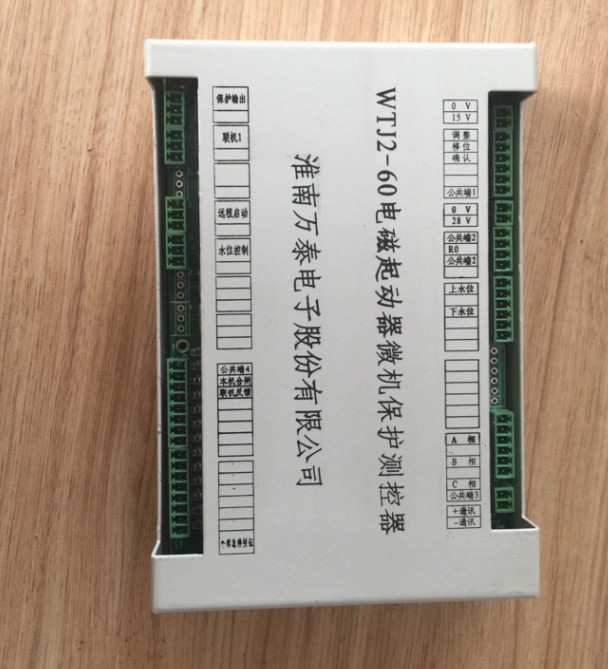 WTJ2-60电磁起动器微机保护测控器
淮南万泰电子股份有限公司
保护输出
联机1
远程启动
水位控制
公共端4
本机合闸
联机反馈
0 V
15 V
调整
移位
确认
公共端1
0 V
28 V
公共端2
R0
公共端2
上水位
下水位
A 相
B 相
C 相
公共端3
+通讯
-通讯